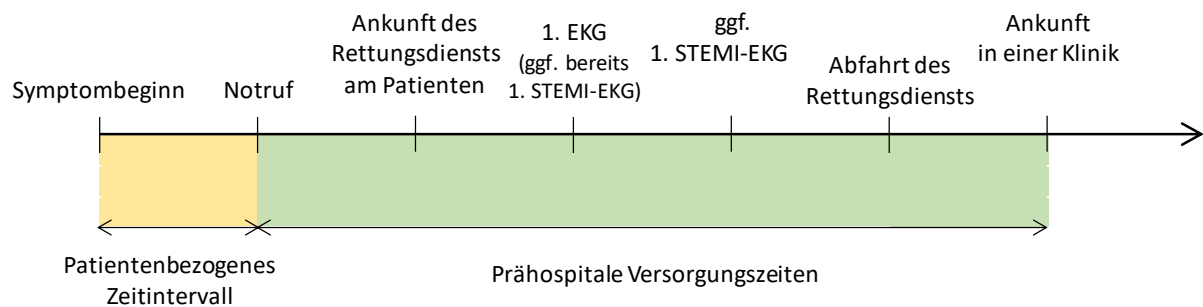 Symptombeginn
Notruf
Ankunft des
Rettungsdiensts
am Patienten
1. EKG
(ggf. bereits
1. STEMI-EKG)
ggf.
1. STEMI-EKG
Abfahrt des
Rettungsdiensts
Ankunft
in einer Klinik
Patientenbezogenes
Zeitintervall
Prähospitale Versorgungszeiten